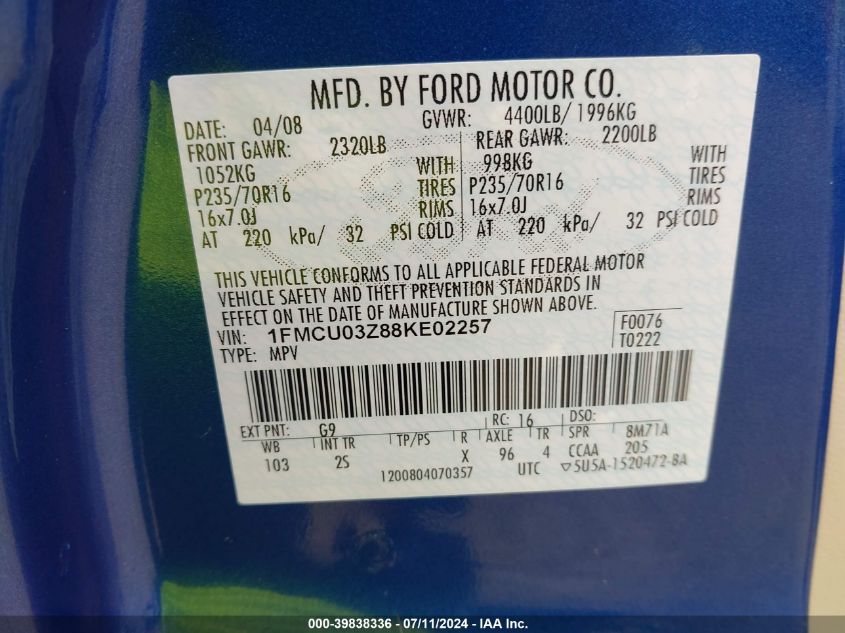 MFD. BY FORD MOTOR CO.
DATE: 04/08 GVWR: 4400LB/ 1996KG
FRONT GAWR: 2320LB REAR GAWR: 2200LB
1052KG WITH 998KG WITH
P235/70R16 TIRES P235/70R16 TIRES
16x7.0J RIMS 16x7.0J RIMS
AT 220 kPa/ 32 PSI COLD AT 220 kPa/ 32 PSI COLD
THIS VEHICLE CONFORMS TO ALL APPLICABLE FEDERAL MOTOR
VEHICLE SAFETY AND THEFT PREVENTION STANDARDS IN
EFFECT ON THE DATE OF MANUFACTURE SHOWN ABOVE.
VIN: 1FMCU03Z88KE02257 F0076
TYPE: MPV T0222
EXT PNT: G9 RC: 16 DSO:
WB INT TR TP/PS R AXLE TR SPR 8M71A
103 2S X 96 4 CCAA 205
1200804070357 UTC ▽5U5A-1520472-BA
000-39838336 - 07/11/2024 - IAA Inc.